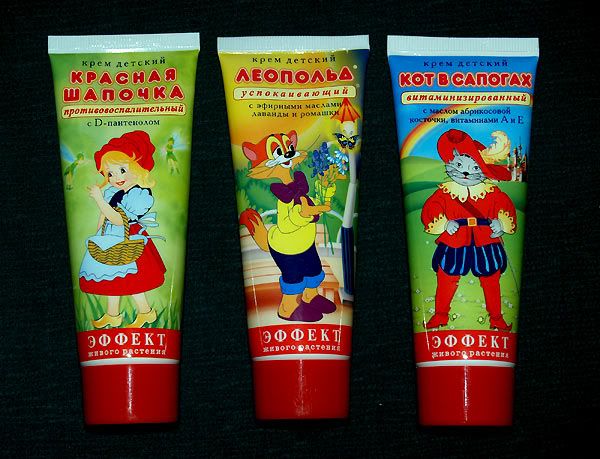 крем детский
КРАСНАЯ
ШАПОЧКА
противовоспалительный
с D-пантенолом
ЭФФЕКТ
живого растения
крем детский
ЛЕОПОЛЬД
успокаивающий
с эфирными маслами
лаванды и ромашки
ЭФФЕКТ
живого растения
крем детский
КОТ В САПОГАХ
витаминизированный
с маслом абрикосовой
косточки, витаминами А и Е
ЭФФЕКТ
живого растения